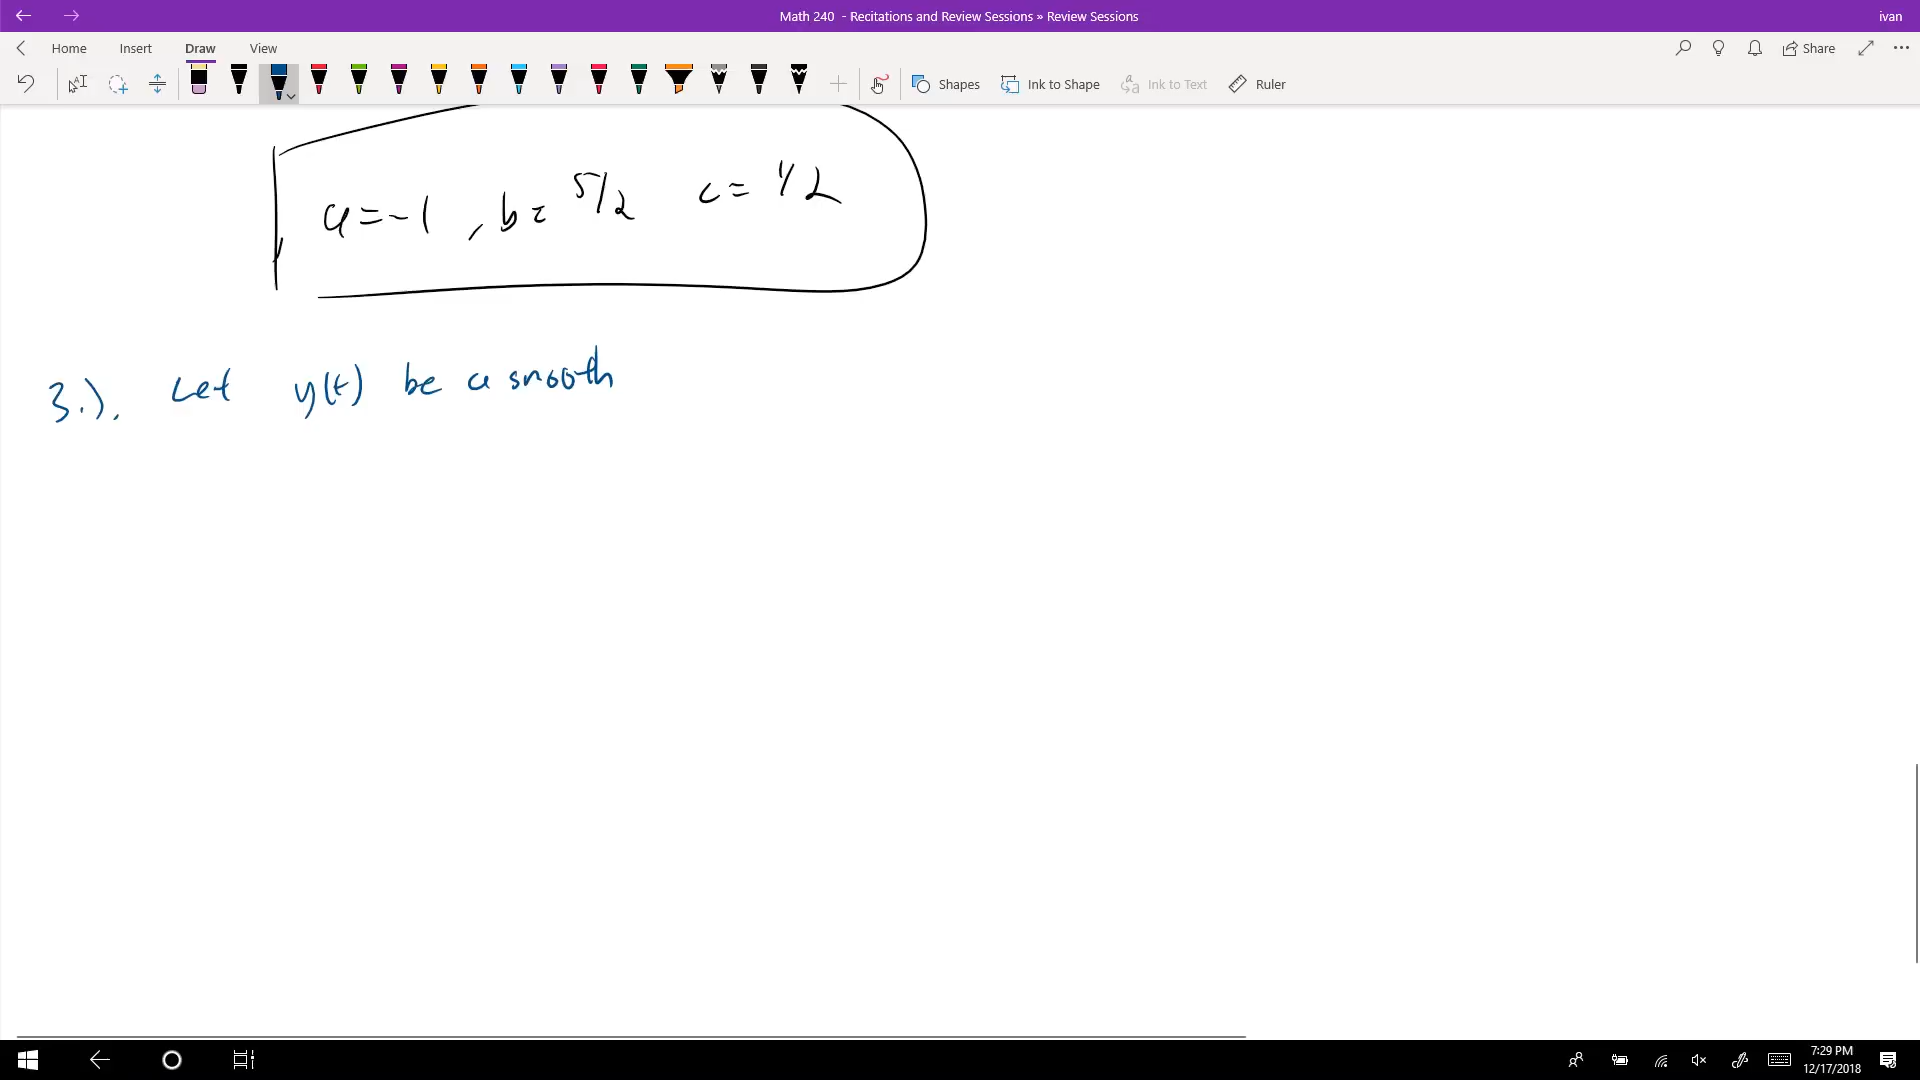 Math 240 - Recitations and Review Sessions » Review Sessions
ivan
Home Insert Draw View
Share
Shapes Ink to Shape Ink to Text Ruler
a = -1 , b = 5/2 c = 1/2
3.). Let y(t) be a smooth
7:29 PM
12/17/2018